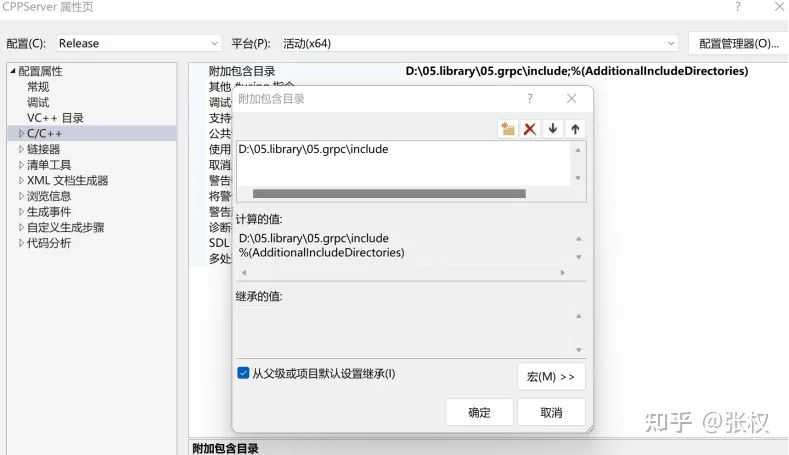 CPPServer 属性页
配置(C): Release 平台(P): 活动(x64) 配置管理器(O)...
配置属性
常规
调试
VC++ 目录
C/C++
链接器
清单工具
XML 文档生成器
浏览信息
生成事件
自定义生成步骤
代码分析
附加包含目录 D:\05.library\05.grpc\include;%(AdditionalIncludeDirectories)
其他 #using 指令
调试
支持
公共
使用
取消
警告
将警
警告
诊断
SDL
多处
附加包含目录
D:\05.library\05.grpc\include
计算的值:
D:\05.library\05.grpc\include
%(AdditionalIncludeDirectories)
继承的值:
从父级或项目默认设置继承(I)
宏(M) >>
确定 取消
附加包含目录
知乎 @张权